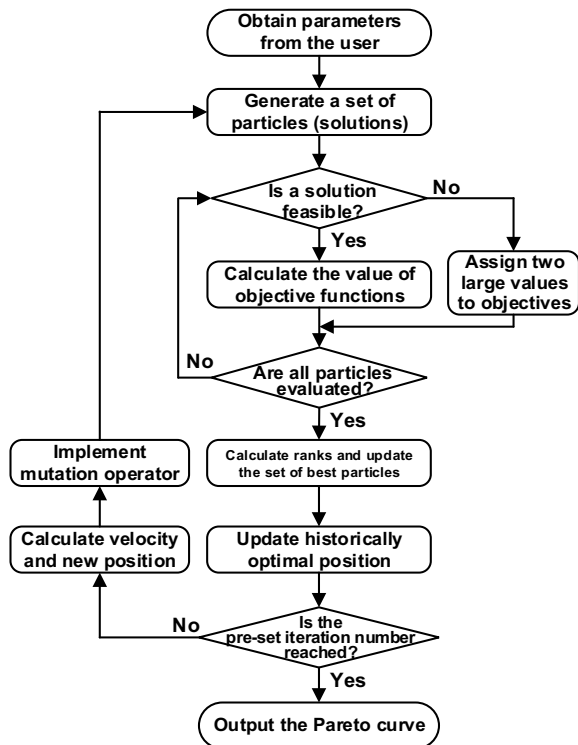 Obtain parameters
from the user
Generate a set of
particles (solutions)
Is a solution
feasible?
No
Yes
Calculate the value of
objective functions
Assign two
large values
to objectives
No
Are all particles
evaluated?
Yes
Implement
mutation operator
Calculate ranks and update
the set of best particles
Calculate velocity
and new position
Update historically
optimal position
No
Is the
pre-set iteration number
reached?
Yes
Output the Pareto curve